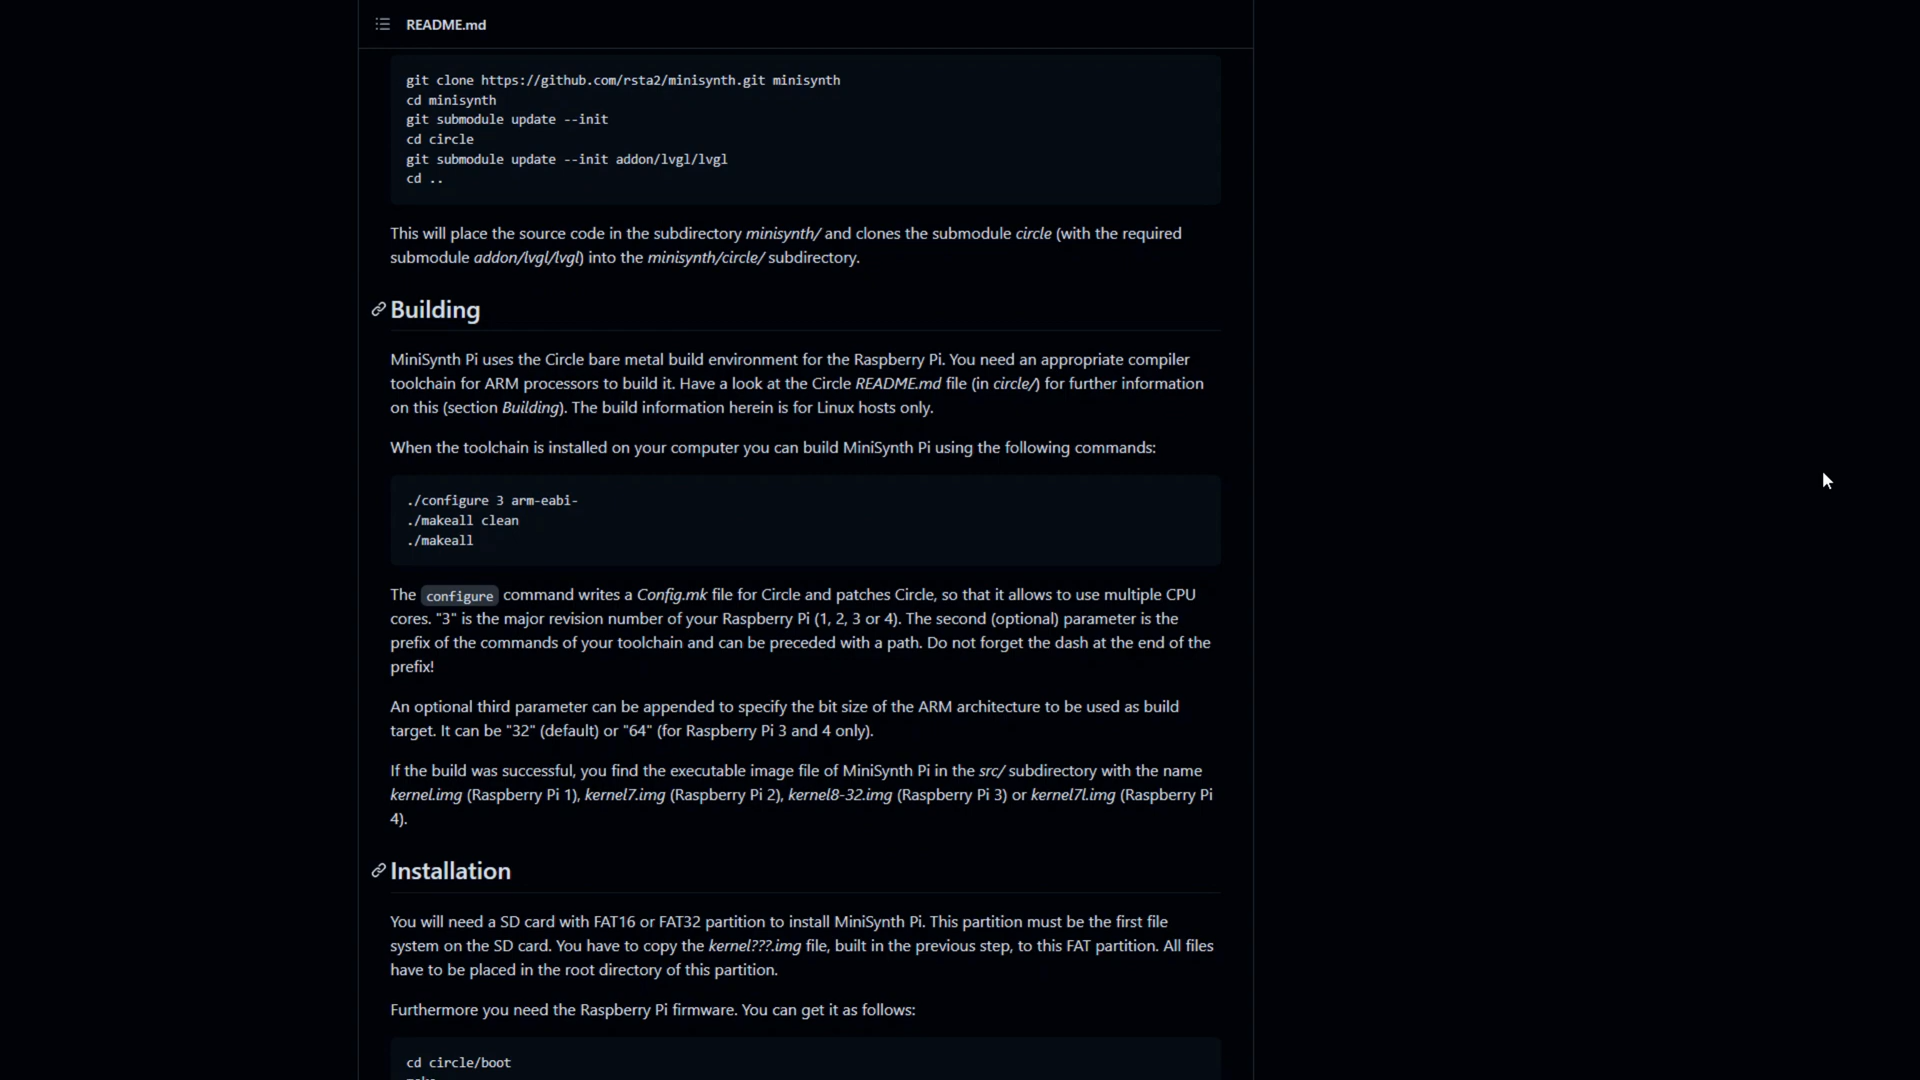 README.md
git clone https://github.com/rsta2/minisynth.git minisynth
cd minisynth
git submodule update --init
cd circle
git submodule update --init addon/lvgl/lvgl
cd ..
This will place the source code in the subdirectory minisynth/ and clones the submodule circle (with the required
submodule addon/lvgl/lvgl) into the minisynth/circle/ subdirectory.
Building
MiniSynth Pi uses the Circle bare metal build environment for the Raspberry Pi. You need an appropriate compiler
toolchain for ARM processors to build it. Have a look at the Circle README.md file (in circle/) for further information
on this (section Building). The build information herein is for Linux hosts only.
When the toolchain is installed on your computer you can build MiniSynth Pi using the following commands:
./configure 3 arm-eabi-
./makeall clean
./makeall
The configure command writes a Config.mk file for Circle and patches Circle, so that it allows to use multiple CPU
cores. "3" is the major revision number of your Raspberry Pi (1, 2, 3 or 4). The second (optional) parameter is the
prefix of the commands of your toolchain and can be preceded with a path. Do not forget the dash at the end of the
prefix!
An optional third parameter can be appended to specify the bit size of the ARM architecture to be used as build
target. It can be "32" (default) or "64" (for Raspberry Pi 3 and 4 only).
If the build was successful, you find the executable image file of MiniSynth Pi in the src/ subdirectory with the name
kernel.img (Raspberry Pi 1), kernel7.img (Raspberry Pi 2), kernel8-32.img (Raspberry Pi 3) or kernel7l.img (Raspberry Pi
4).
Installation
You will need a SD card with FAT16 or FAT32 partition to install MiniSynth Pi. This partition must be the first file
system on the SD card. You have to copy the kernel???.img file, built in the previous step, to this FAT partition. All files
have to be placed in the root directory of this partition.
Furthermore you need the Raspberry Pi firmware. You can get it as follows:
cd circle/boot